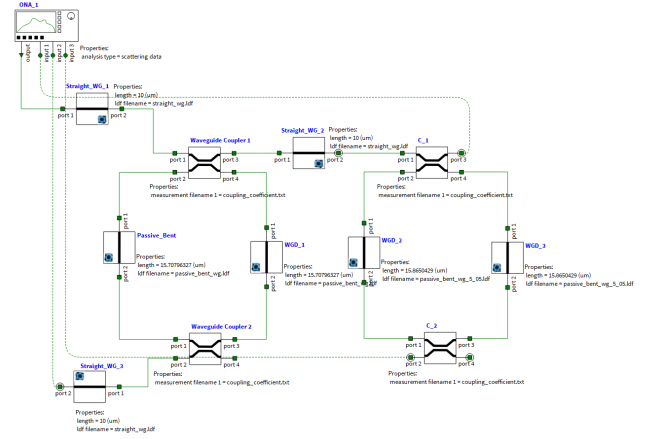 ONA_1
output
input 1
input 2
input 3
Properties:
analysis type = scattering data
Straight_WG_1
Properties:
length = 10 (um)
ldf filename = straight_wg.ldf
port 1
port 2
Waveguide Coupler 1
port 1
port 3
port 2
port 4
Properties:
measurement filename 1 = coupling_coefficient.txt
Straight_WG_2
Properties:
length = 10 (um)
ldf filename = straight_wg.ldf
port 1
port 2
C_1
port 1
port 3
port 2
port 4
Properties:
measurement filename 1 = coupling_coefficient.txt
port 1
Passive_Bent
Properties:
length = 15.70796327 (um)
ldf filename = passive_bent_wg.ldf
port 2
port 1
WGD_1
Properties:
length = 15.70796327 (um)
ldf filename = passive_bent_wg.ldf
port 2
port 1
WGD_2
Properties:
length = 15.8650429 (um)
ldf filename = passive_bent_wg_5_05.ldf
port 2
port 1
WGD_3
Properties:
length = 15.8650429 (um)
ldf filename = passive_bent_wg_5_05.ldf
port 2
Waveguide Coupler 2
port 1
port 3
port 2
port 4
Properties:
measurement filename 1 = coupling_coefficient.txt
C_2
port 1
port 3
port 2
port 4
Properties:
measurement filename 1 = coupling_coefficient.txt
Straight_WG_3
port 2
port 1
Properties:
length = 10 (um)
ldf filename = straight_wg.ldf